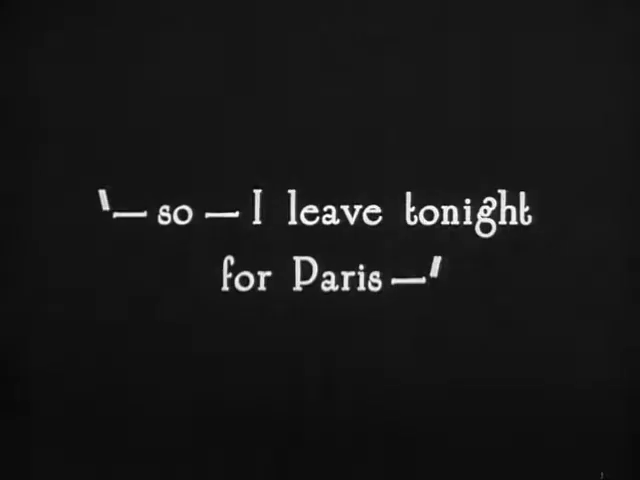 "— so — I leave tonight
for Paris —"